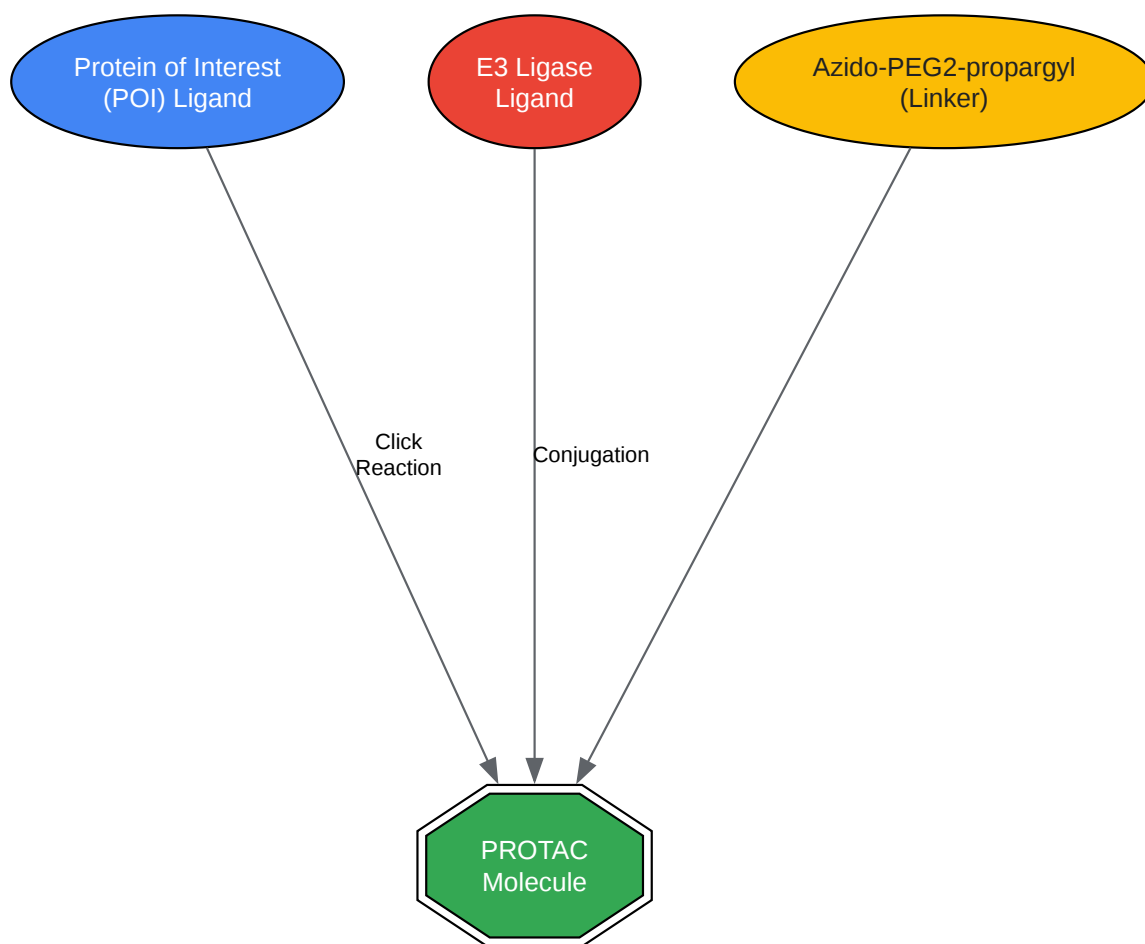 Protein of Interest
(POI) Ligand
E3 Ligase
Ligand
Azido-PEG2-propargyl
(Linker)
Click
Reaction
Conjugation
PROTAC
Molecule